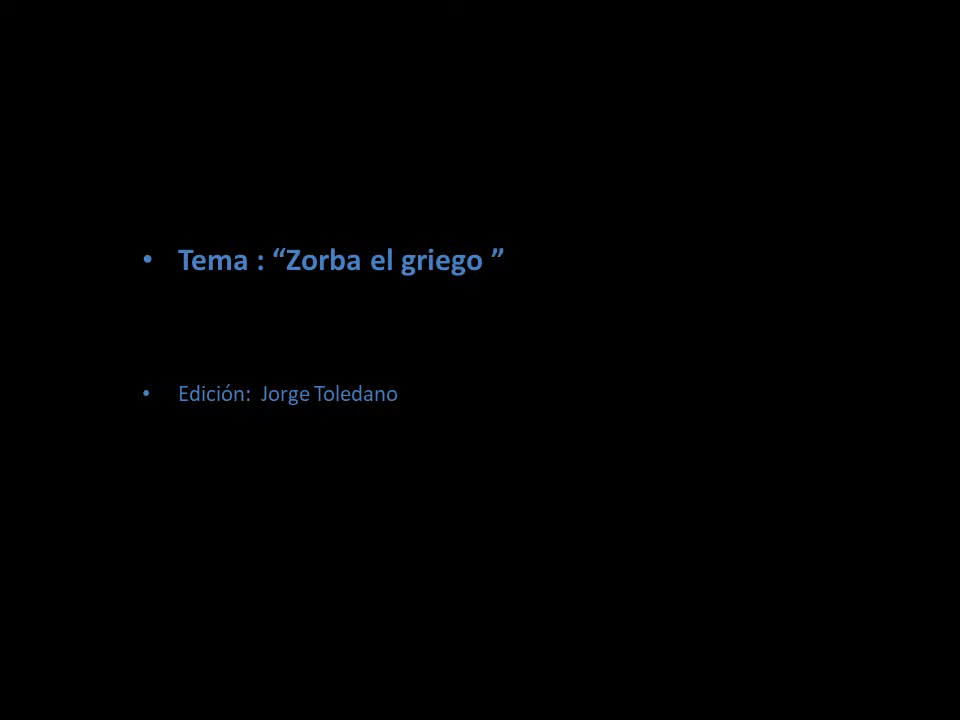 • Tema : “Zorba el griego ”
• Edición: Jorge Toledano